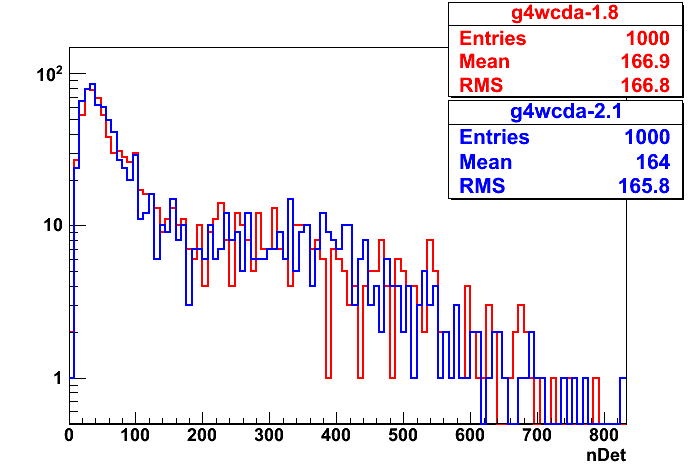 g4wcda-1.8
Entries 1000
Mean 166.9
RMS 166.8
g4wcda-2.1
Entries 1000
Mean 164
RMS 165.8
10²
10
1
0 100 200 300 400 500 600 700 800
nDet